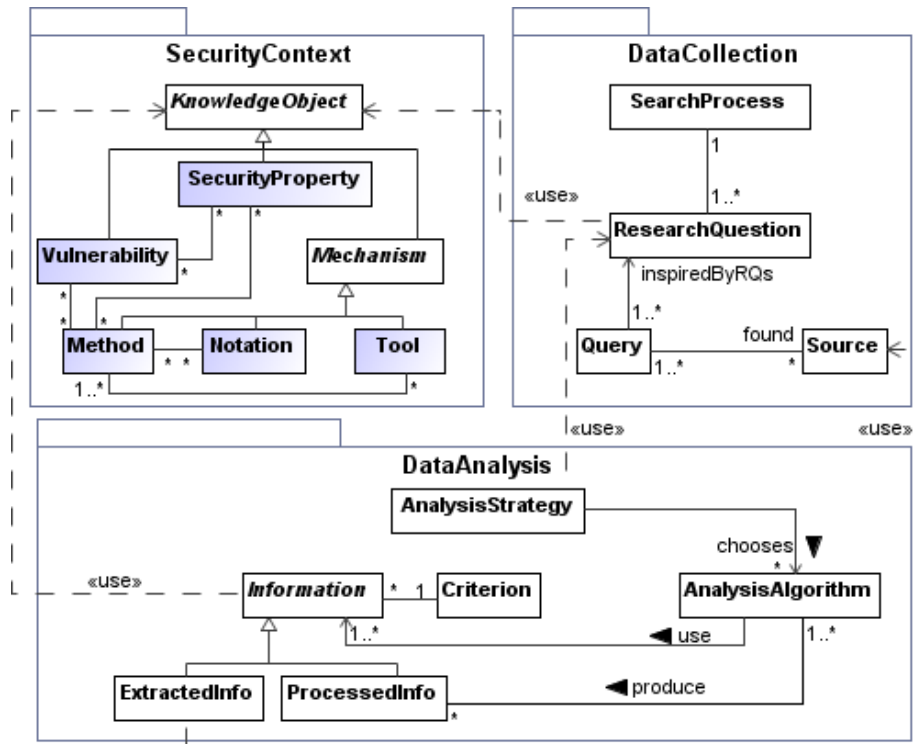 SecurityContext
KnowledgeObject
SecurityProperty
* *
Vulnerability
*
Mechanism
* * *
Method
Notation
Tool
* *
1..*
*
DataCollection
SearchProcess
1
1..*
«use»
ResearchQuestion
inspiredByRQs
1..*
Query
found
Source
1..*
*
«use»
«use»
DataAnalysis
AnalysisStrategy
chooses
*
«use»
Information
* 1
Criterion
AnalysisAlgorithm
1..*
use
1..*
ExtractedInfo
ProcessedInfo
produce
*